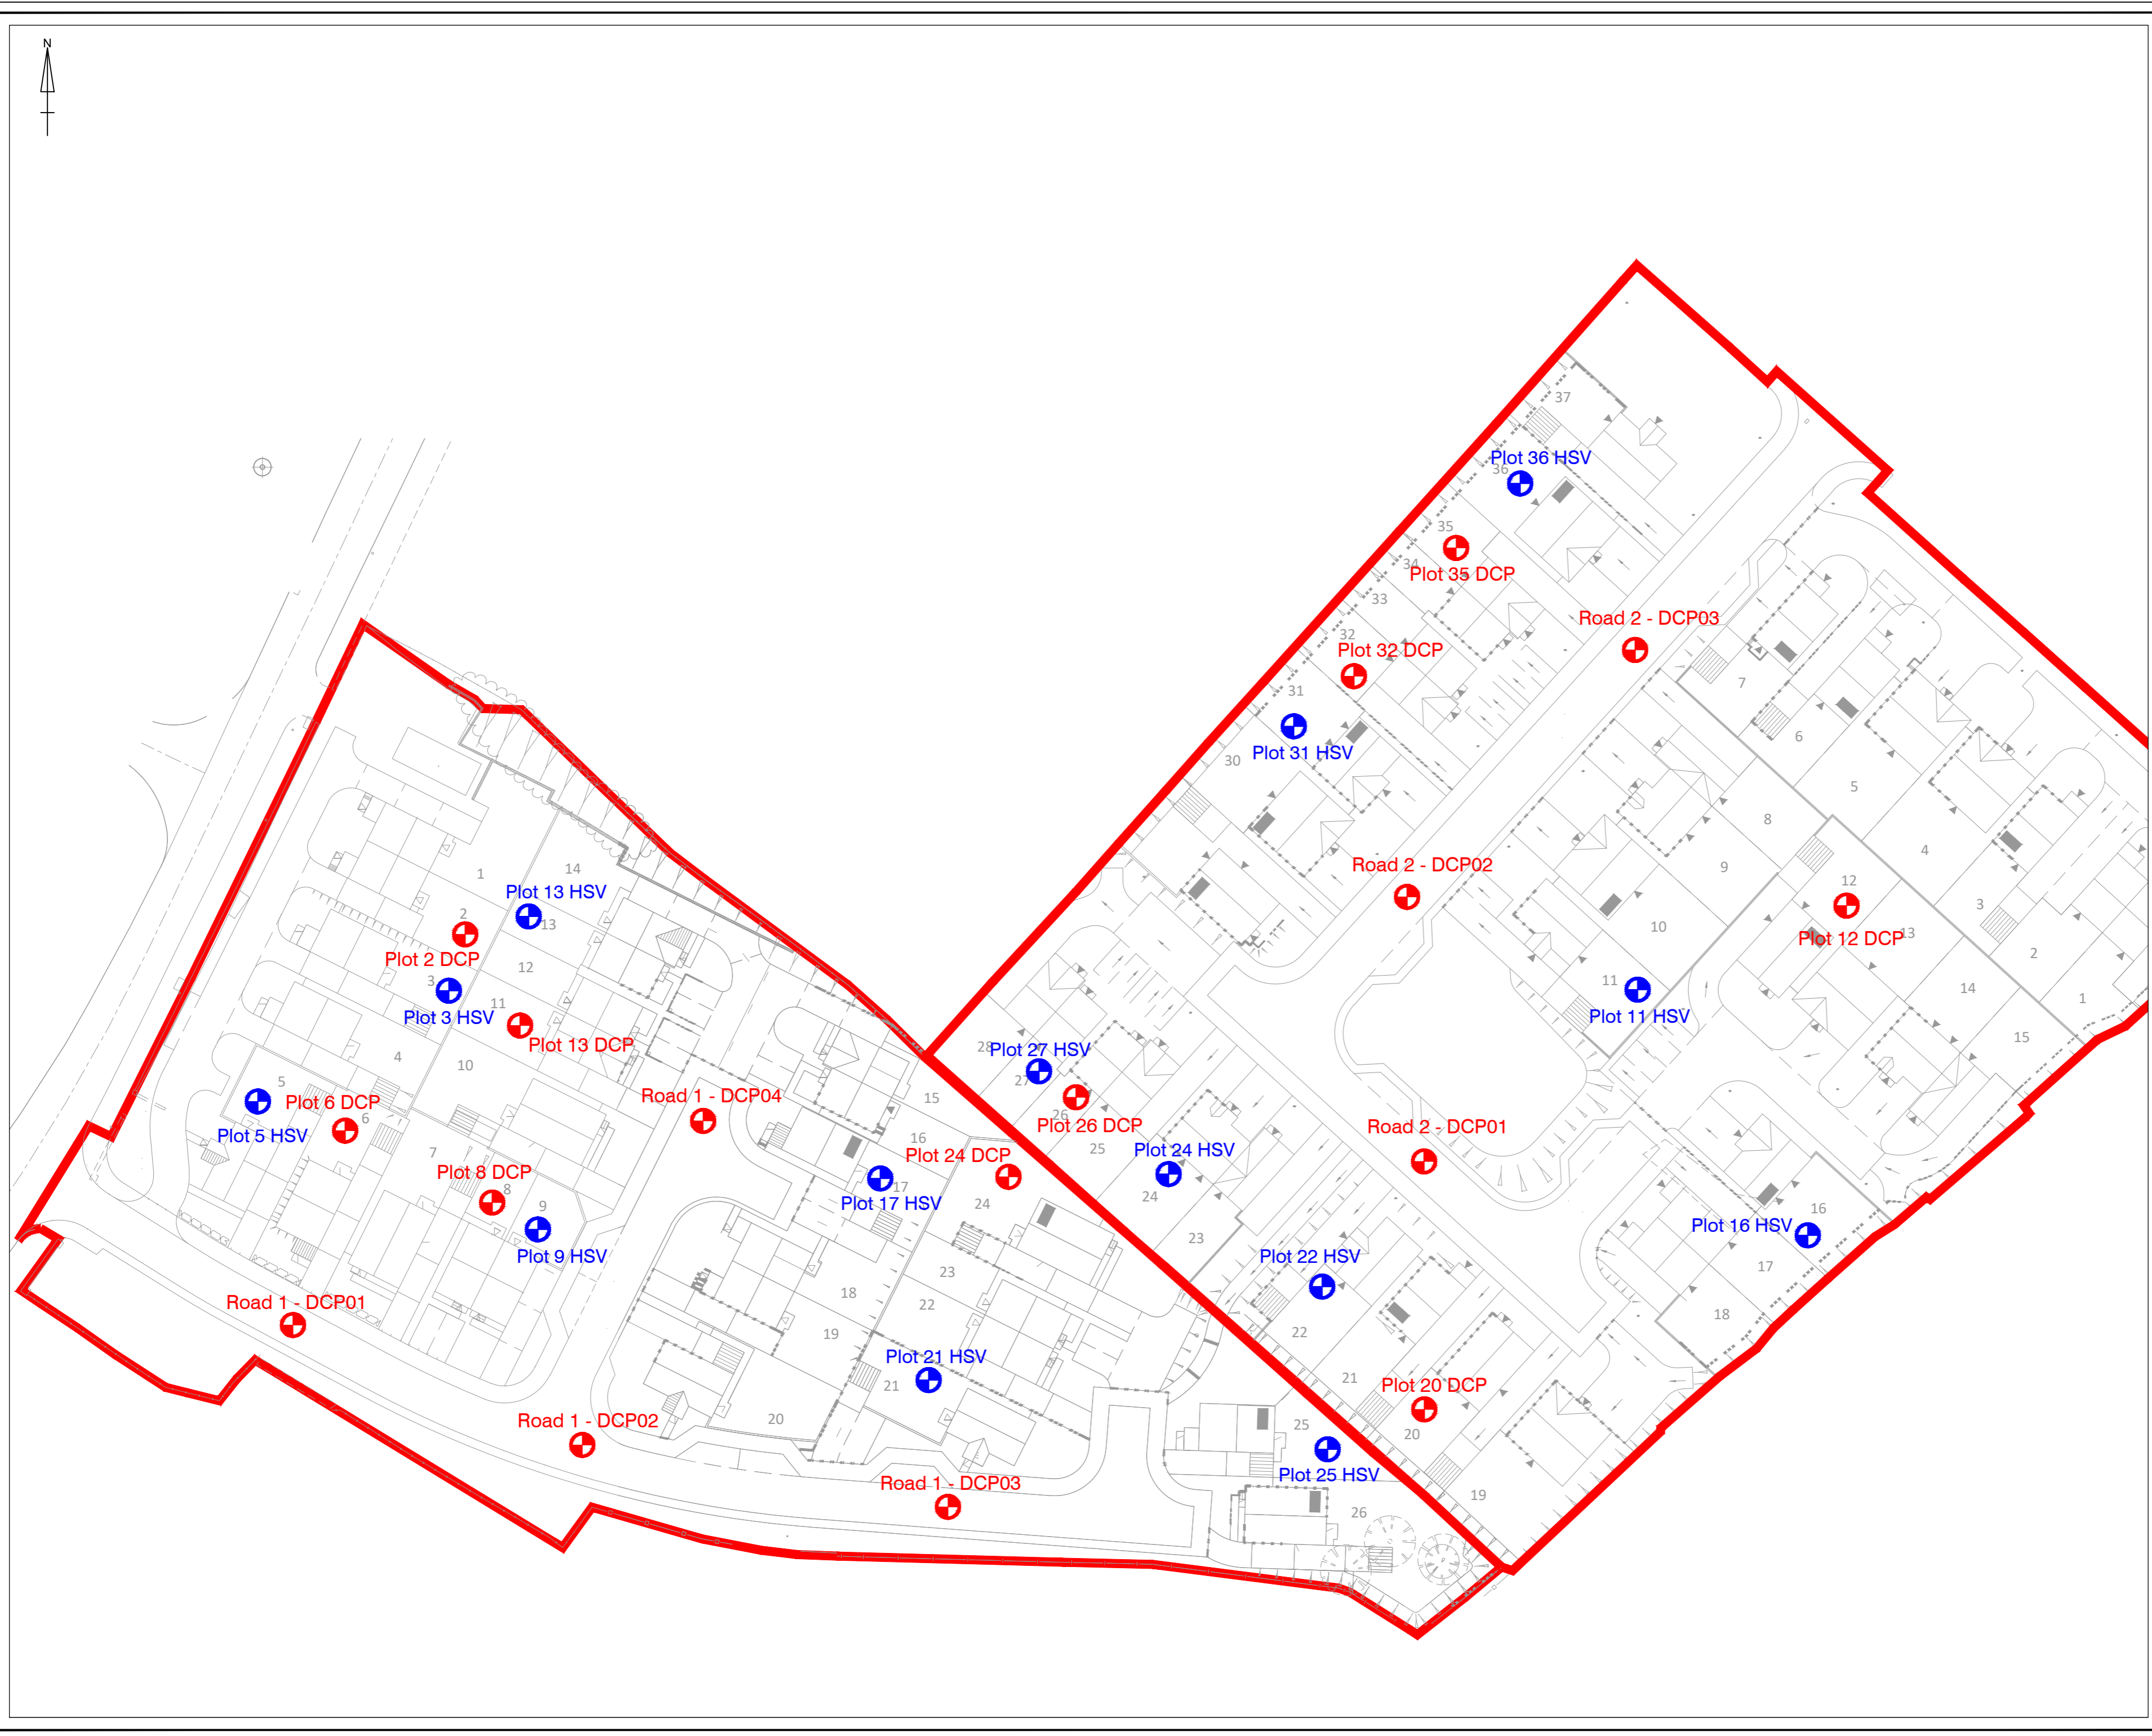 N
37
Plot 36 HSV
36
35
34
Plot 35 DCP
33
Road 2 - DCP03
32
Plot 32 DCP
31
7
Plot 31 HSV
6
30
5
8
4
Road 2 - DCP02
9
14
1
12
Plot 13 HSV
3
2
13
10
13
Plot 12 DCP
Plot 2 DCP
12
2
3
11
11
14
1
Plot 3 HSV
Plot 11 HSV
Plot 13 DCP
15
28
Plot 27 HSV
4
10
27
5
Plot 6 DCP
Road 1 - DCP04
15
6
26
Plot 26 DCP
Plot 5 HSV
16
Road 2 - DCP01
7
Plot 24 DCP
25
Plot 24 HSV
Plot 8 DCP
8
17
24
24
Plot 17 HSV
9
16
Plot 16 HSV
23
Plot 9 HSV
Plot 22 HSV
23
17
18
22
Road 1 - DCP01
18
19
22
Plot 21 HSV
21
21
Plot 20 DCP
Road 1 - DCP02
20
25
20
Plot 25 HSV
Road 1 - DCP03
19
26